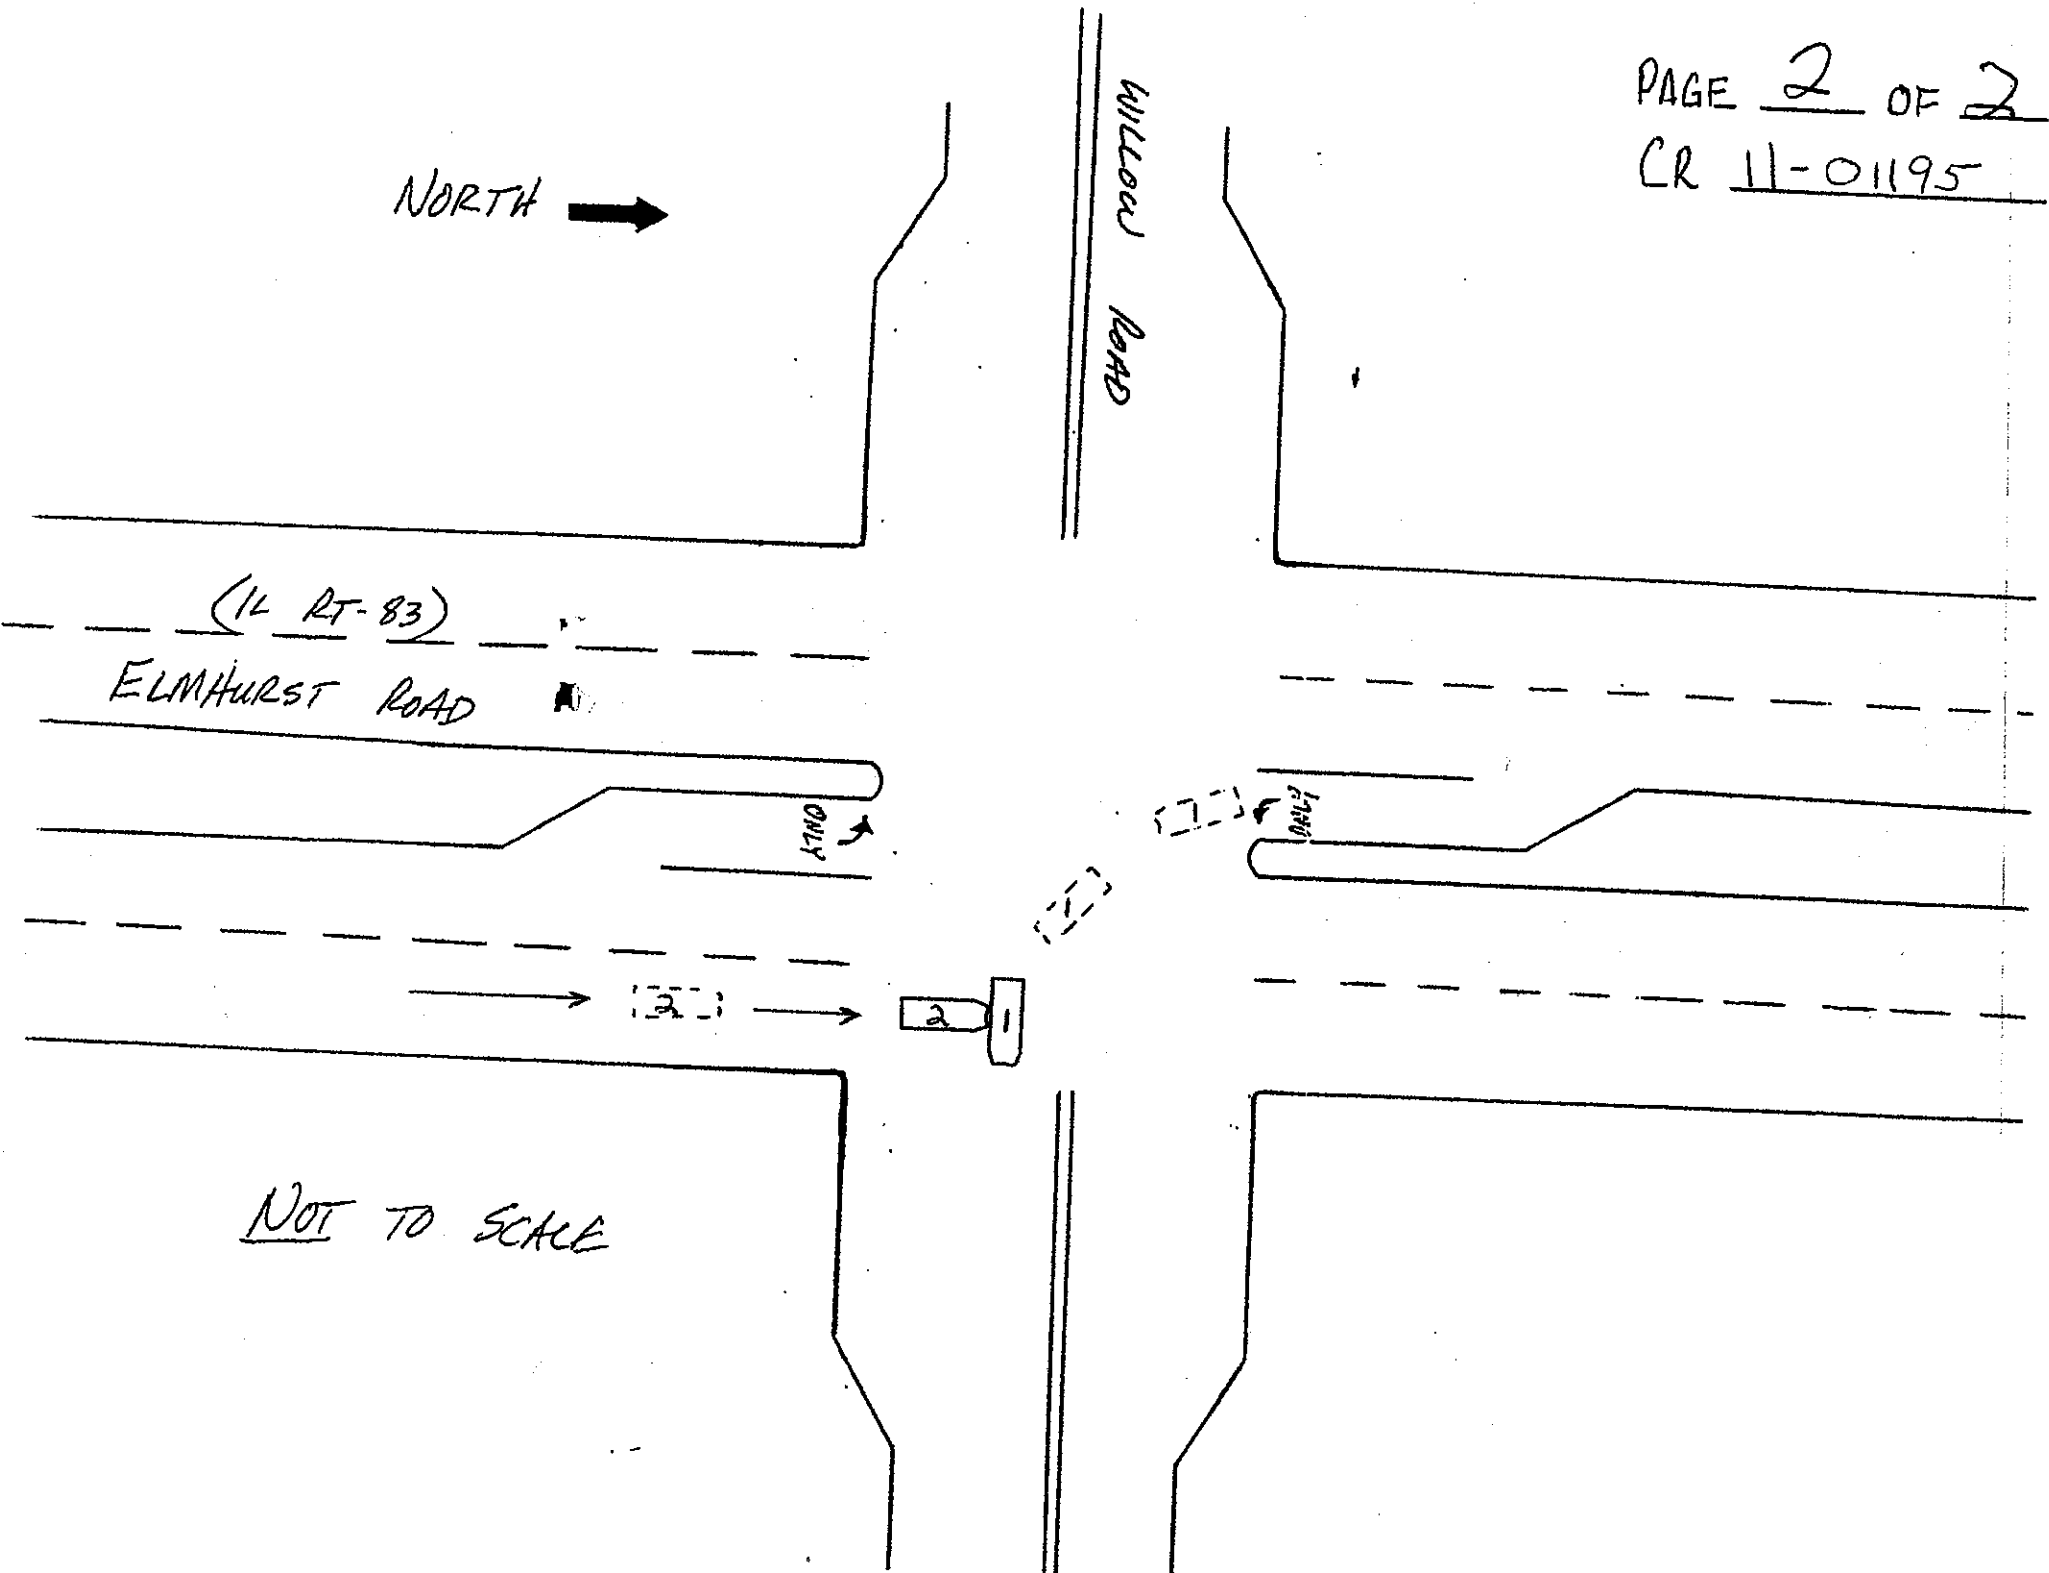 PAGE 2 OF 2
CR 11-01195
WILLOW ROAD
NORTH
(IL RT-83)
ELMHURST ROAD
ONLY
ONLY
1
1
2
2
1
NOT TO SCALE